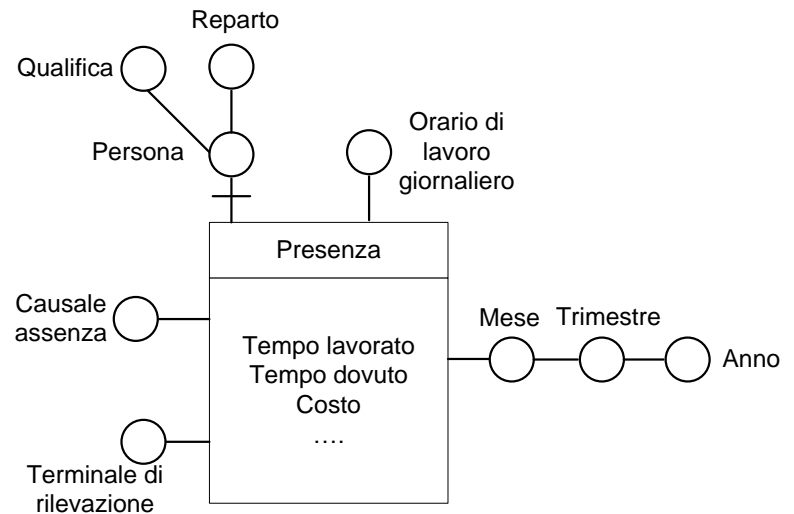 Reparto
Qualifica
Persona
Orario di
lavoro
giornaliero
Presenza
Causale
assenza
Mese
Trimestre
Anno
Tempo lavorato
Tempo dovuto
Costo
....
Terminale di
rilevazione